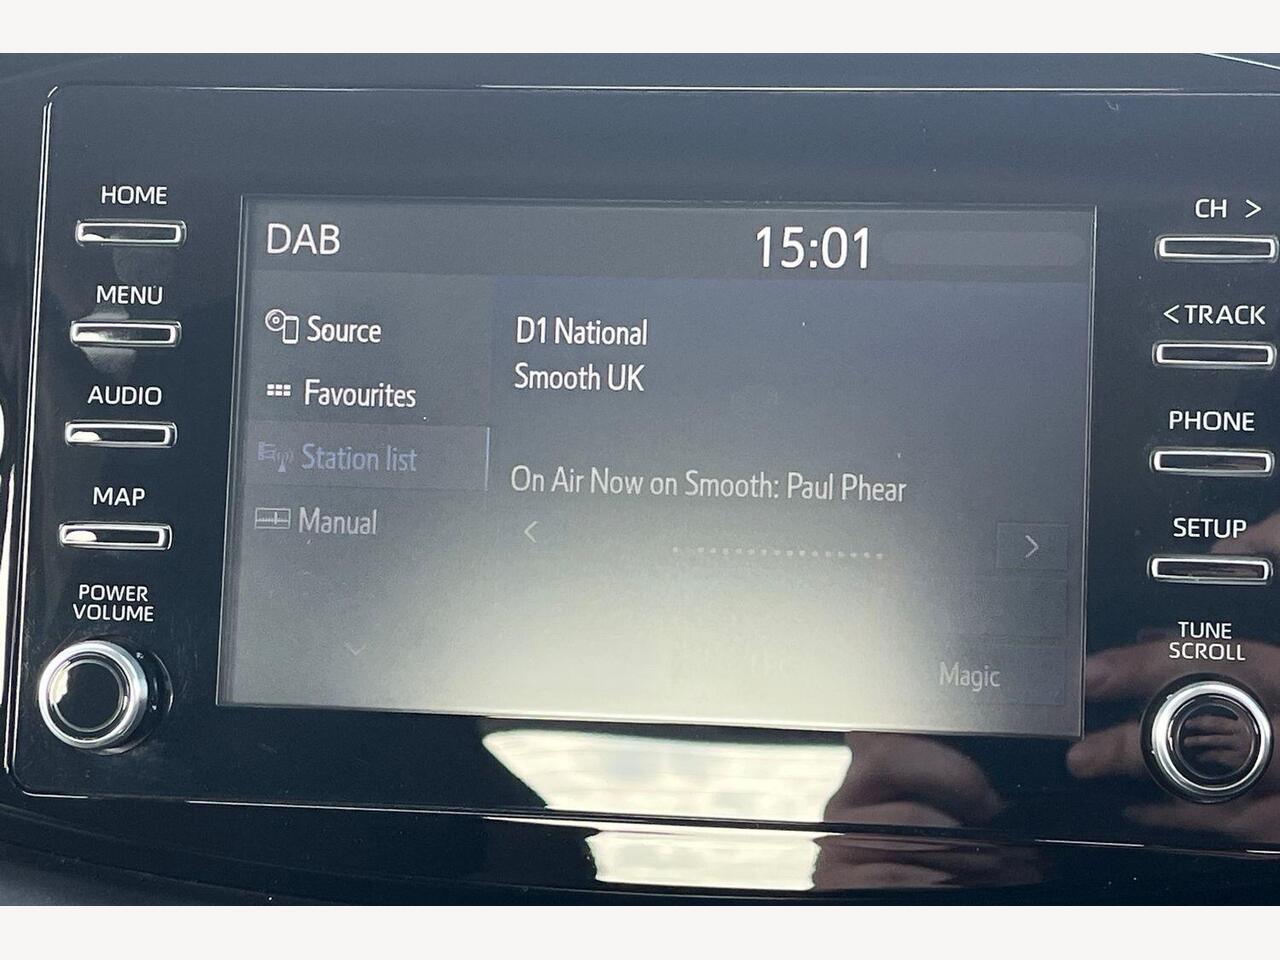 HOME
MENU
AUDIO
MAP
POWER
VOLUME
DAB
15:01
Source
Favourites
Station list
Manual
D1 National
Smooth UK
On Air Now on Smooth: Paul Phear
<
>
Magic
CH >
< TRACK
PHONE
SETUP
TUNE
SCROLL